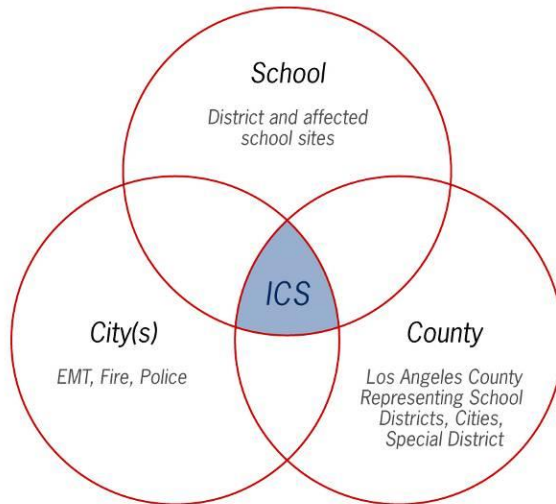 School
District and affected
school sites
ICS
City(s)
EMT, Fire, Police
County
Los Angeles County
Representing School
Districts, Cities,
Special District